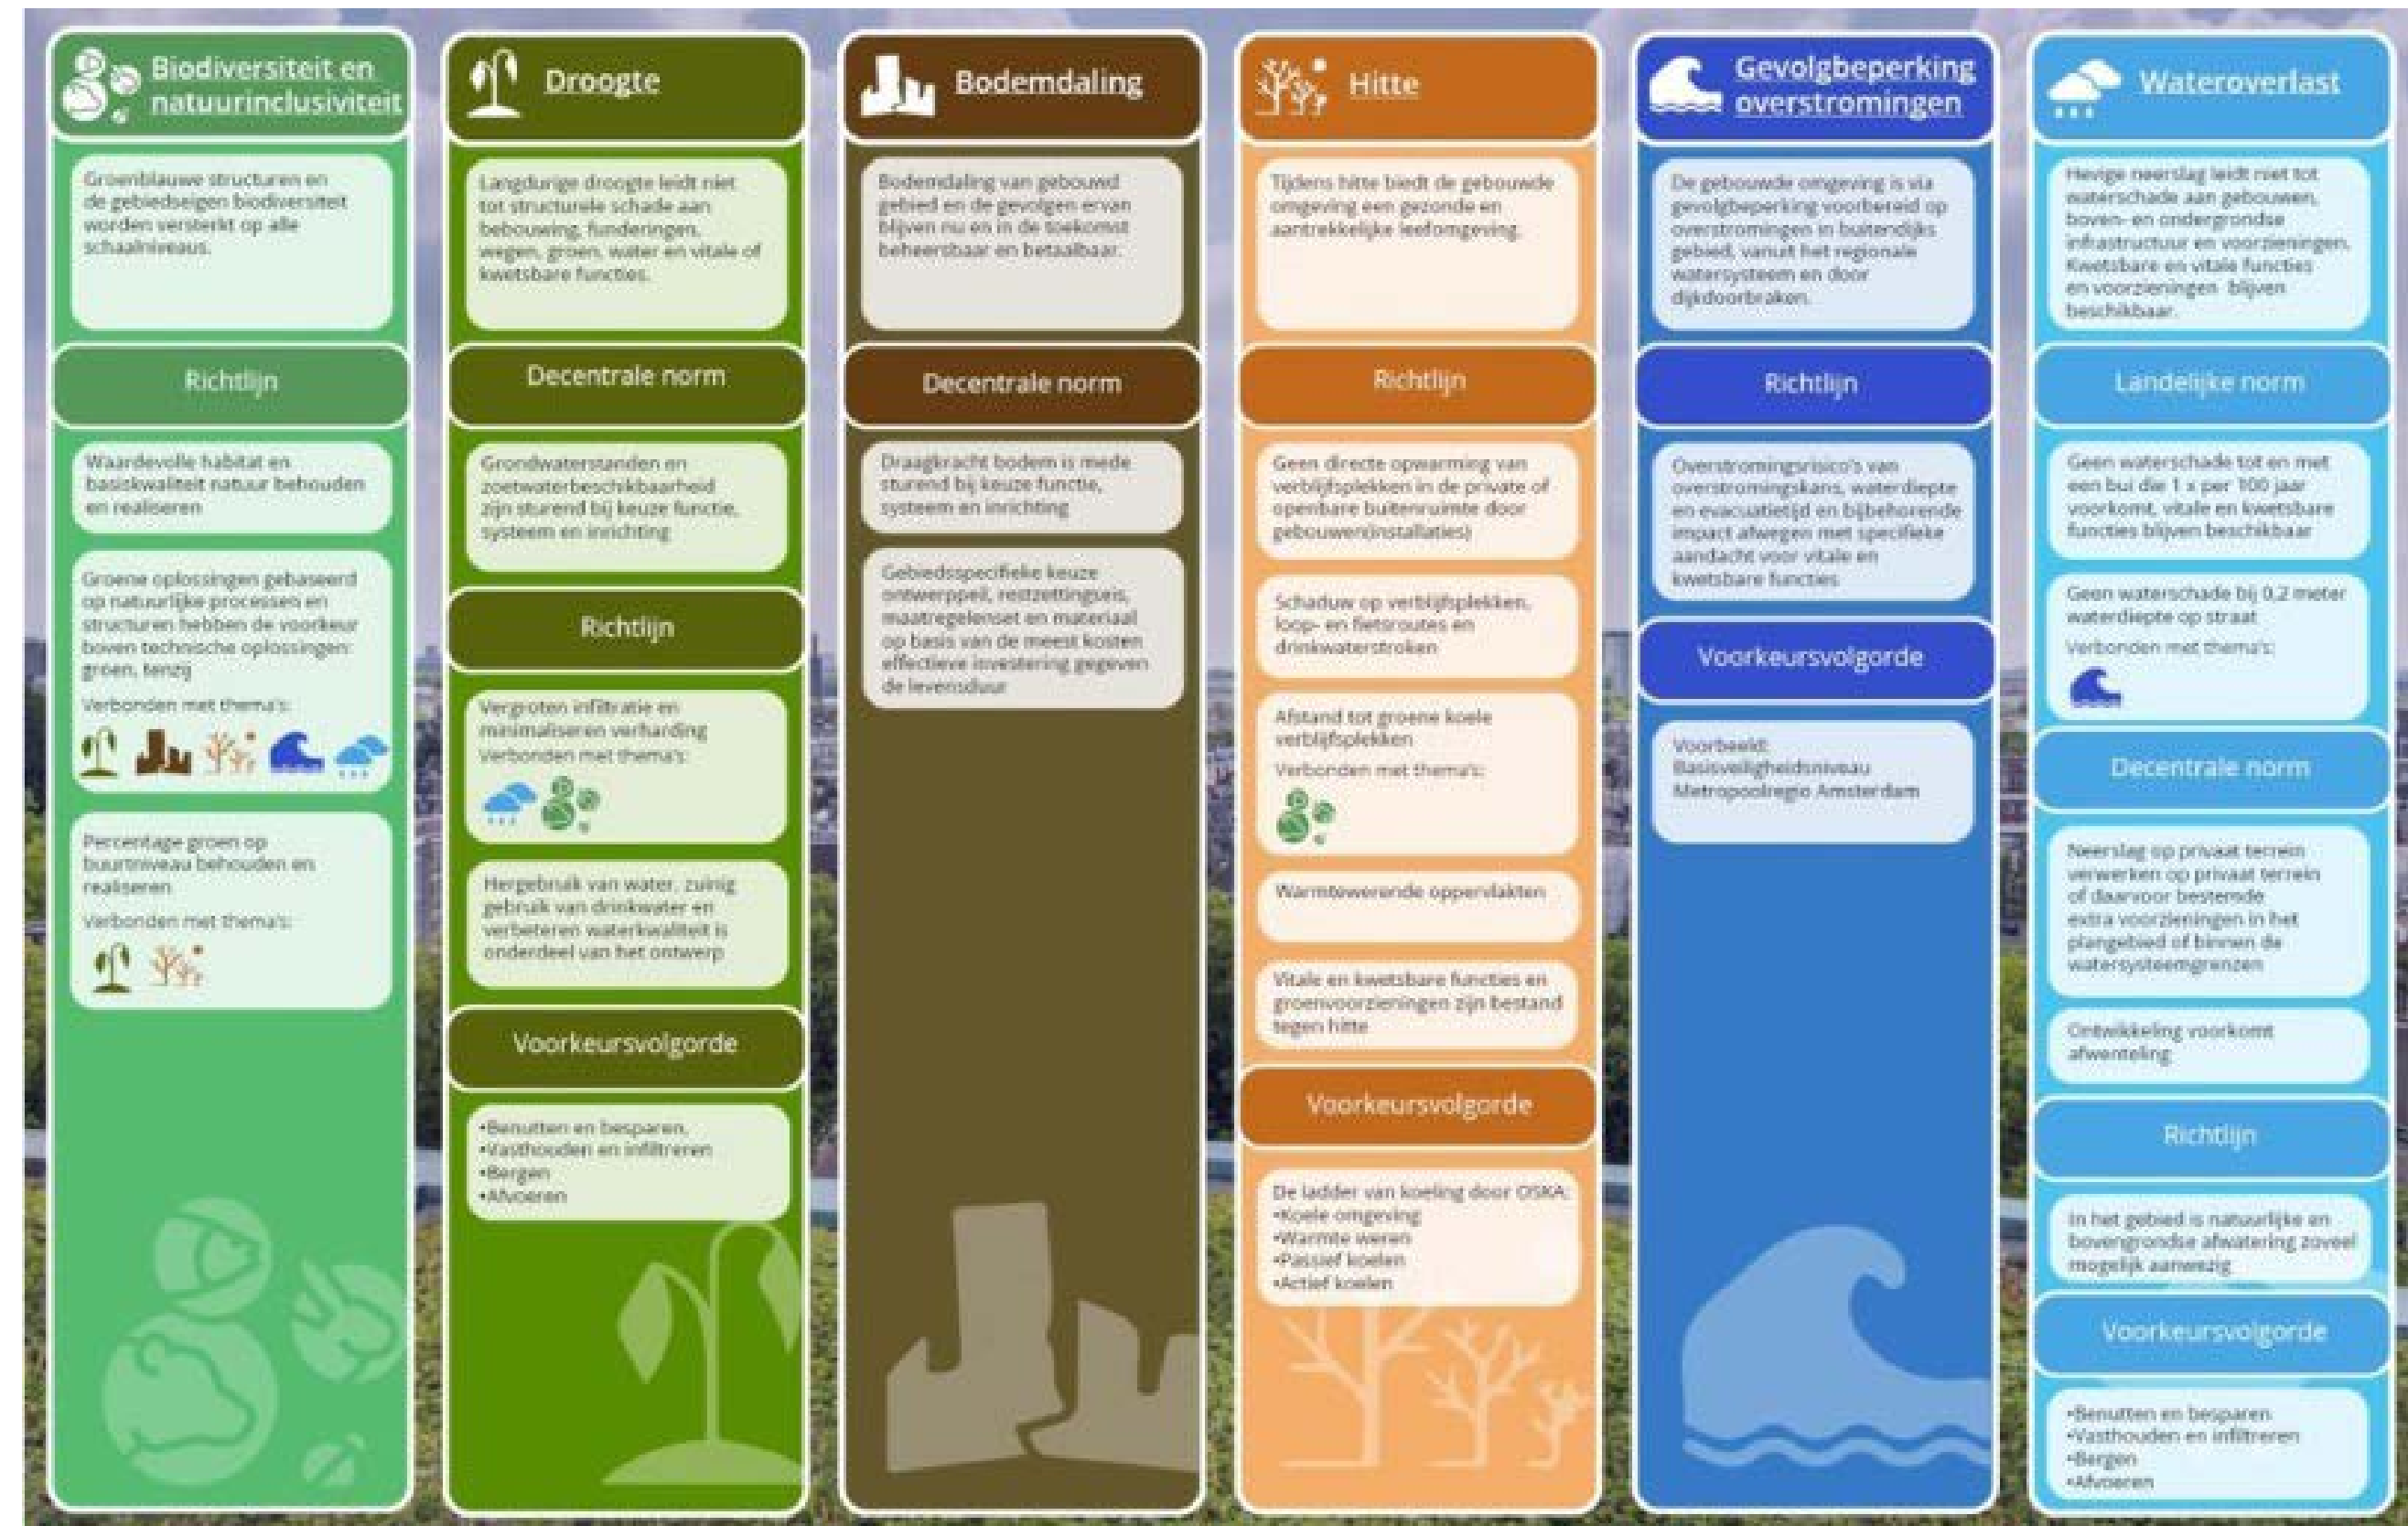 Biodiversiteit en
natuurinclusiviteit
Groenblauwe structuren en
de gebiedseigen biodiversiteit
worden versterkt op alle
schaalniveaus.
Richtlijn
Waardevolle habitat en
basiskwaliteit natuur behouden
en realiseren
Groene oplossingen gebaseerd
op natuurlijke processen en
structuren hebben de voorkeur
boven technische oplossingen:
groen, tenzij
Verbonden met thema's:
Percentage groen op
buurtniveau behouden en
realiseren
Verbonden met thema's:
Droogte
Langdurige droogte leidt niet
tot structurele schade aan
bebouwing, funderingen,
wegen, groen, water en vitale of
kwetsbare functies.
Decentrale norm
Grondwaterstanden en
zoetwaterbeschikbaarheid
zijn sturend bij keuze functie,
systeem en inrichting
Richtlijn
Vergroten infiltratie en
minimaliseren verharding
Verbonden met thema's:
Hergebruik van water, zuinig
gebruik van drinkwater en
verbeteren waterkwaliteit is
onderdeel van het ontwerp
Voorkeursvolgorde
•Benutten en besparen,
•Vasthouden en infiltreren
•Bergen
•Afvoeren
Bodemdaling
Bodemdaling van gebouwd
gebied en de gevolgen ervan
blijven nu en in de toekomst
beheersbaar en betaalbaar.
Decentrale norm
Draagkracht bodem is mede
sturend bij keuze functie,
systeem en inrichting
Gebiedsspecifieke keuze
ontwerppeil, restzettingseis,
maatregelenset en materiaal
op basis van de meest kosten
effectieve investering gegeven
de levensduur
Hitte
Tijdens hitte biedt de gebouwde
omgeving een gezonde en
aantrekkelijke leefomgeving.
Richtlijn
Geen directe opwarming van
verblijfsplekken in de private of
openbare buitenruimte door
gebouwen(installaties)
Schaduw op verblijfsplekken,
loop- en fietsroutes en
drinkwaterstroken
Afstand tot groene koele
verblijfsplekken
Verbonden met thema's:
Warmtewerende oppervlakten
Vitale en kwetsbare functies en
groenvoorzieningen zijn bestand
tegen hitte
Voorkeursvolgorde
De ladder van koeling door OSKA:
•Koele omgeving
•Warmte weren
•Passief koelen
•Actief koelen
Gevolgbeperking
overstromingen
De gebouwde omgeving is via
gevolgbeperking voorbereid op
overstromingen in buitendijks
gebied, vanuit het regionale
watersysteem en door
dijkdoorbraken.
Richtlijn
Overstromingsrisico's van
overstromingskans, waterdiepte
en evacuatietijd en bijbehorende
impact afwegen met specifieke
aandacht voor vitale en
kwetsbare functies
Voorkeursvolgorde
Voorbeeld:
Basisveiligheidsniveau
Metropoolregio Amsterdam
Wateroverlast
Hevige neerslag leidt niet tot
waterschade aan gebouwen,
boven- en ondergrondse
infrastructuur en voorzieningen.
Kwetsbare en vitale functies
en voorzieningen blijven
beschikbaar.
Landelijke norm
Geen waterschade tot en met
een bui die 1 x per 100 jaar
voorkomt, vitale en kwetsbare
functies blijven beschikbaar
Geen waterschade bij 0,2 meter
waterdiepte op straat
Verbonden met thema's:
Decentrale norm
Neerslag op privaat terrein
verwerken op privaat terrein
of daarvoor bestemde
extra voorzieningen in het
plangebied of binnen de
watersysteemgrenzen
Ontwikkeling voorkomt
afwenteling
Richtlijn
In het gebied is natuurlijke en
bovengrondse afwatering zoveel
mogelijk aanwezig
Voorkeursvolgorde
•Benutten en besparen
•Vasthouden en infiltreren
•Bergen
•Afvoeren